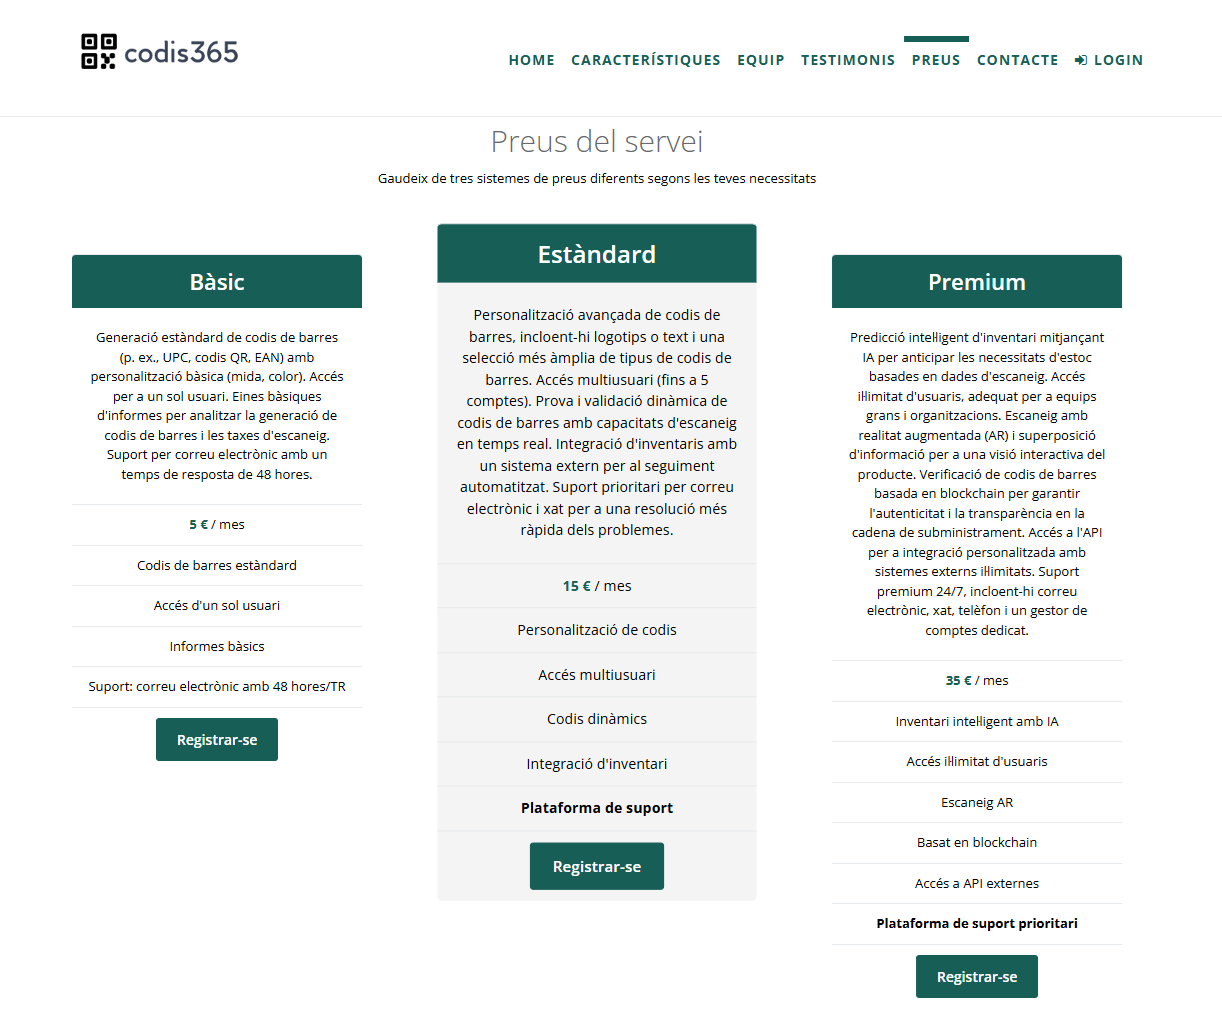 codis365
HOME CARACTERÍSTIQUES EQUIP TESTIMONIS PREUS CONTACTE LOGIN
Preus del servei
Gaudeix de tres sistemes de preus diferents segons les teves necessitats
Bàsic
Generació estàndard de codis de barres
(p. ex., UPC, codis QR, EAN) amb
personalització bàsica (mida, color). Accés
per a un sol usuari. Eines bàsiques
d'informes per analitzar la generació de
codis de barres i les taxes d'escaneig.
Suport per correu electrònic amb un
temps de resposta de 48 hores.
5 € / mes
Codis de barres estàndard
Accés d'un sol usuari
Informes bàsics
Suport: correu electrònic amb 48 hores/TR
Registrar-se
Estàndard
Personalització avançada de codis de
barres, incloent-hi logotips o text i una
selecció més àmplia de tipus de codis de
barres. Accés multiusuari (fins a 5
comptes). Prova i validació dinàmica de
codis de barres amb capacitats d'escaneig
en temps real. Integració d'inventaris amb
un sistema extern per al seguiment
automatitzat. Suport prioritari per correu
electrònic i xat per a una resolució més
ràpida dels problemes.
15 € / mes
Personalització de codis
Accés multiusuari
Codis dinàmics
Integració d'inventari
Plataforma de suport
Registrar-se
Premium
Predicció intel·ligent d'inventari mitjançant
IA per anticipar les necessitats d'estoc
basades en dades d'escaneig. Accés
il·limitat d'usuaris, adequat per a equips
grans i organitzacions. Escaneig amb
realitat augmentada (AR) i superposició
d'informació per a una visió interactiva del
producte. Verificació de codis de barres
basada en blockchain per garantir
l'autenticitat i la transparència en la
cadena de subministrament. Accés a l'API
per a integració personalitzada amb
sistemes externs il·limitats. Suport
premium 24/7, incloent-hi correu
electrònic, xat, telèfon i un gestor de
comptes dedicat.
35 € / mes
Inventari intel·ligent amb IA
Accés il·limitat d'usuaris
Escaneig AR
Basat en blockchain
Accés a API externes
Plataforma de suport prioritari
Registrar-se